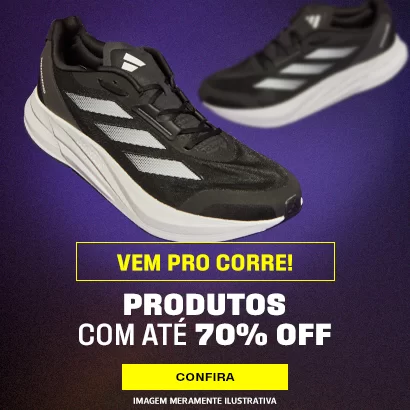 VEM PRO CORRE!
PRODUTOS
COM ATÉ 70% OFF
CONFIRA
IMAGEM MERAMENTE ILUSTRATIVA